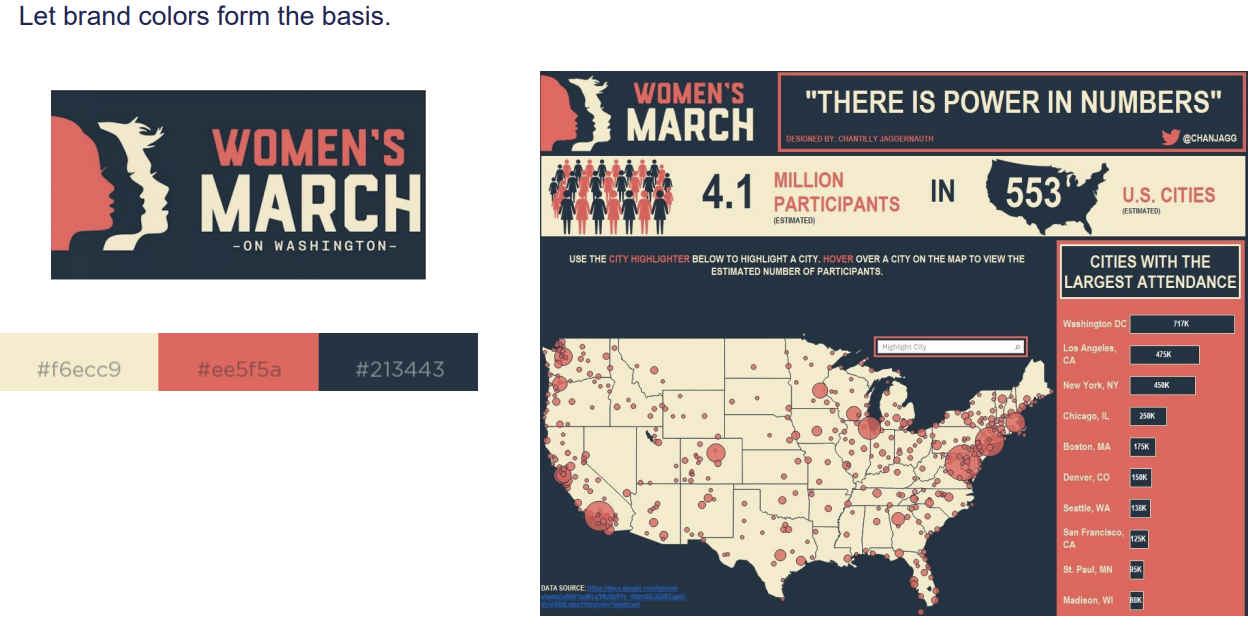 Let brand colors form the basis.
WOMEN'S
MARCH
-ON WASHINGTON-
#f6ecc9
#ee5f5a
#213443
WOMEN'S
MARCH
"THERE IS POWER IN NUMBERS"
DESIGNED BY: CHANTILLY JAGGERNAUTH
@CHANJAGG
4.1
MILLION
PARTICIPANTS
(ESTIMATED)
IN
553
U.S. CITIES
(ESTIMATED)
USE THE CITY HIGHLIGHTER BELOW TO HIGHLIGHT A CITY. HOVER OVER A CITY ON THE MAP TO VIEW THE
ESTIMATED NUMBER OF PARTICIPANTS.
Highlight City
DATA SOURCE:
CITIES WITH THE
LARGEST ATTENDANCE
Washington DC 717K
Los Angeles,
CA 475K
New York, NY 450K
Chicago, IL 250K
Boston, MA 175K
Denver, CO 150K
Seattle, WA 138K
San Francisco,
CA 125K
St. Paul, MN 95K
Madison, WI